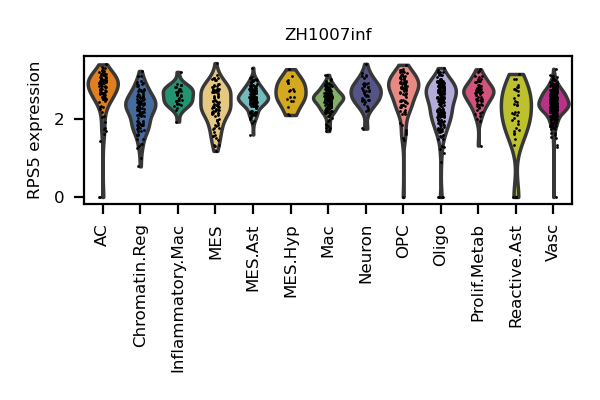 ZH1007inf
RPS5 expression
2
0
AC
Chromatin.Reg
Inflammatory.Mac
MES
MES.Ast
MES.Hyp
Mac
Neuron
OPC
Oligo
Prolif.Metab
Reactive.Ast
Vasc